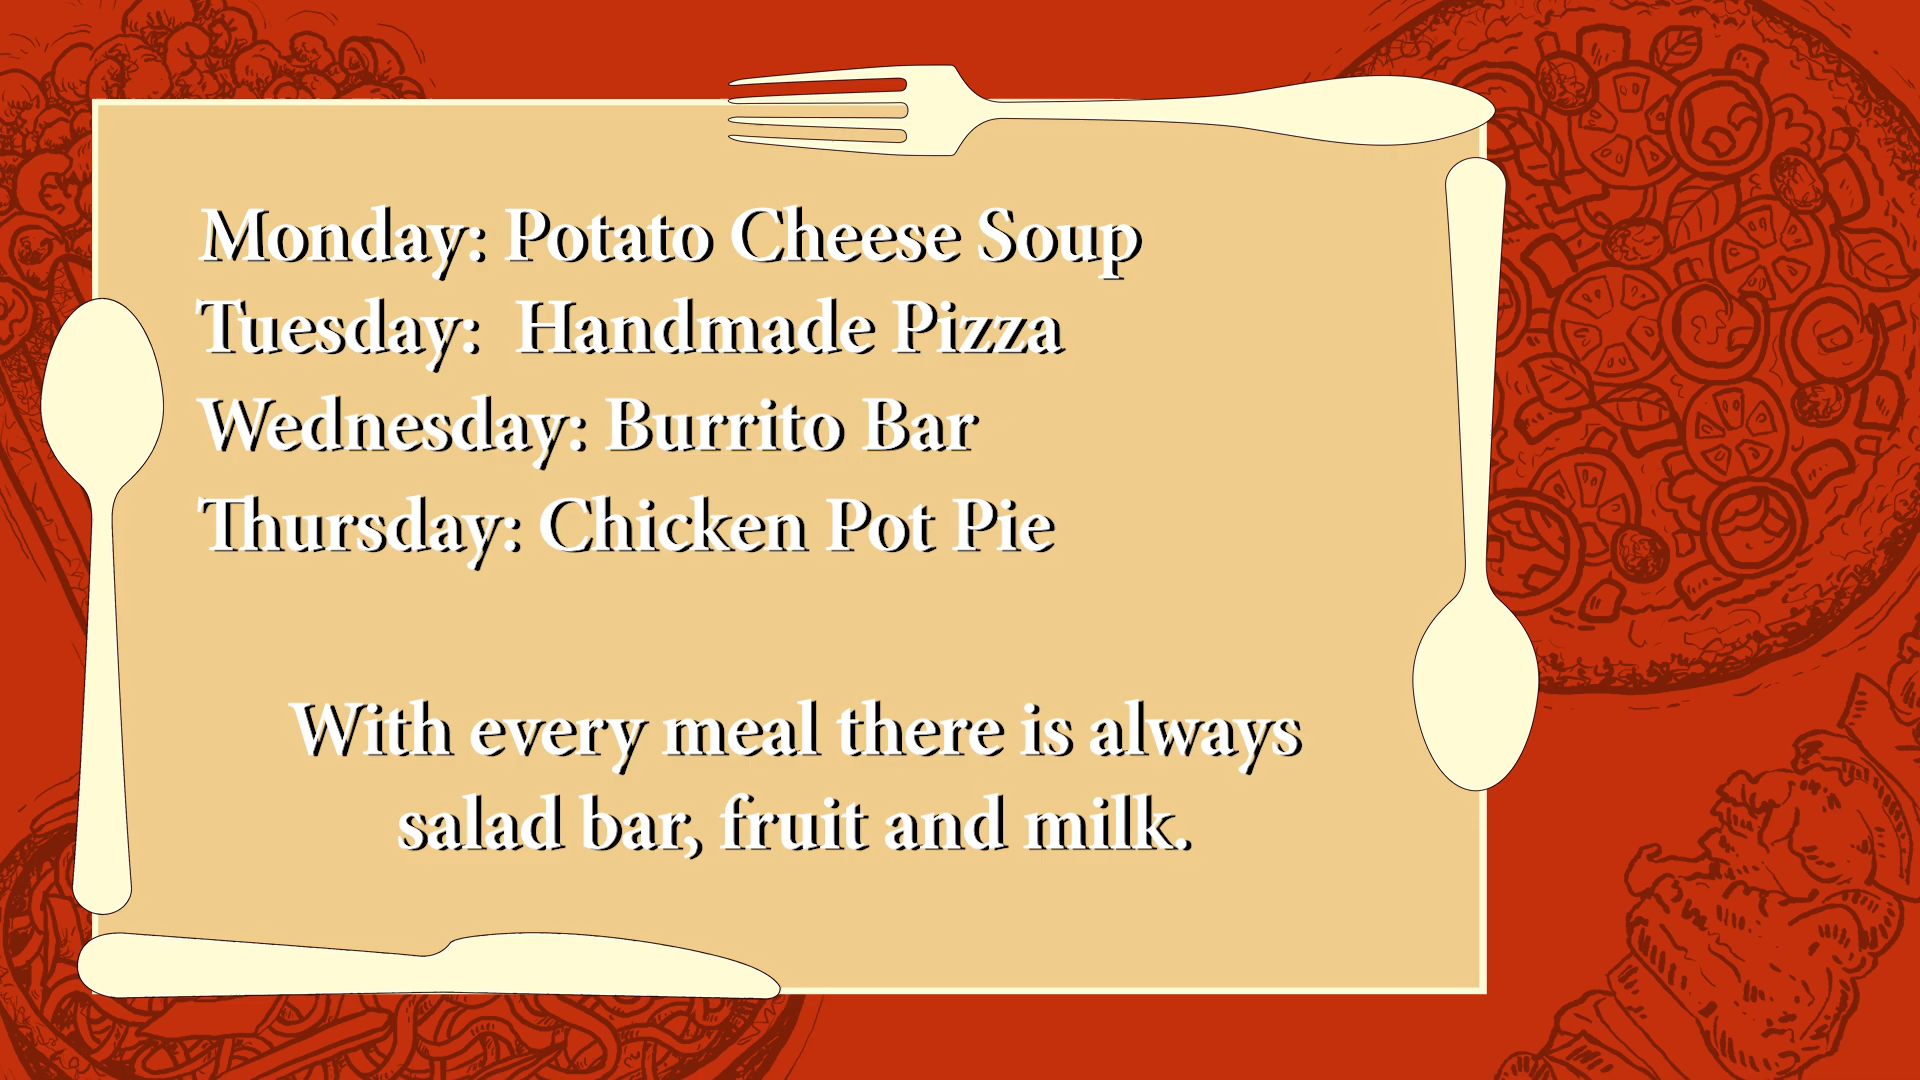 Monday: Potato Cheese Soup
Tuesday:  Handmade Pizza
Wednesday: Burrito Bar
Thursday: Chicken Pot Pie
With every meal there is always
salad bar, fruit and milk.